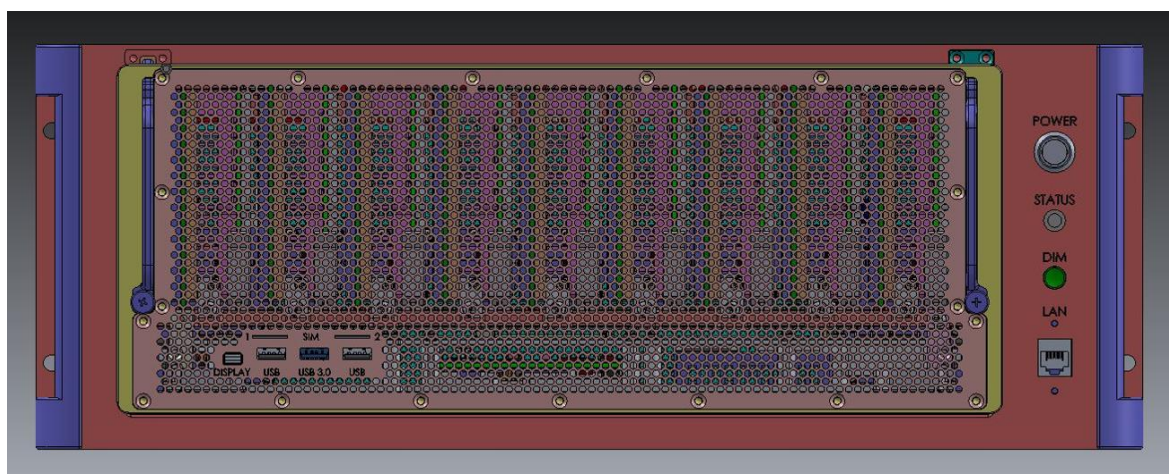 POWER
STATUS
DIM
LAN
1 SIM 2
DISPLAY USB USB 3.0 USB